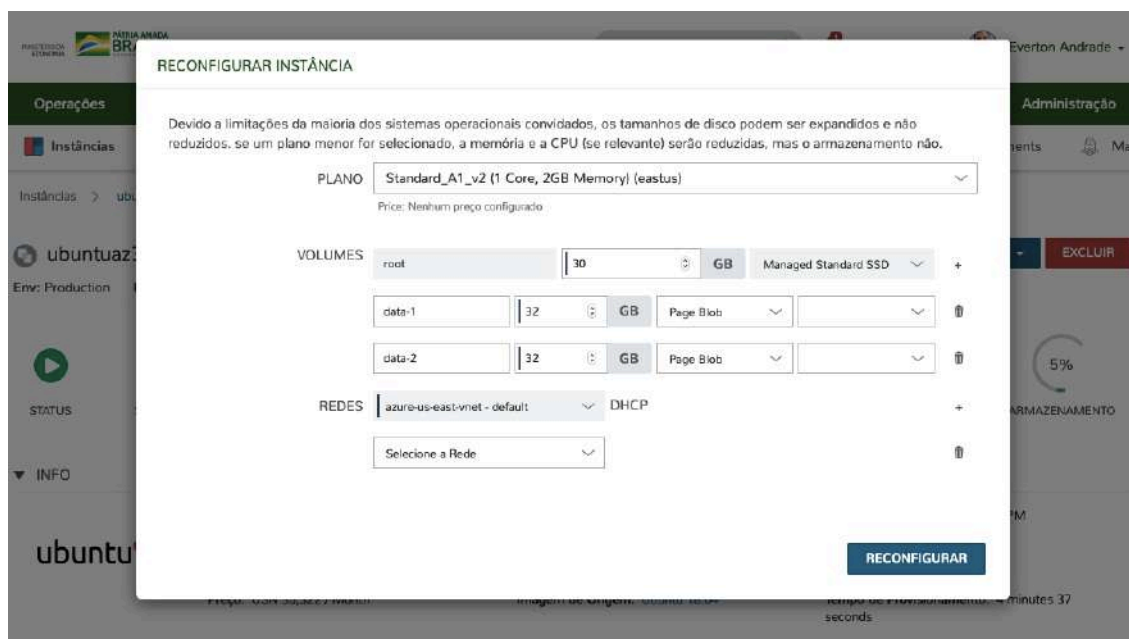 PÁTRIA AMADA
BRA
Everton Andrade
Operações
Administração
Instâncias
ments
Ma
Instâncias > ubu
ubuntuaz3
EXCLUIR
Env: Production
STATUS
5%
ARMAZENAMENTO
INFO
PM
ubuntu
RECONFIGURAR INSTÂNCIA
Devido a limitações da maioria dos sistemas operacionais convidados, os tamanhos de disco podem ser expandidos e não
reduzidos. se um plano menor for selecionado, a memória e a CPU (se relevante) serão reduzidas, mas o armazenamento não.
PLANO Standard_A1_v2 (1 Core, 2GB Memory) (eastus)
Price: Nenhum preço configurado
VOLUMES root 30 GB Managed Standard SSD +
data-1 32 GB Page Blob
data-2 32 GB Page Blob
REDES azure-us-east-vnet - default DHCP +
Selecione a Rede
RECONFIGURAR
minutes 37
seconds